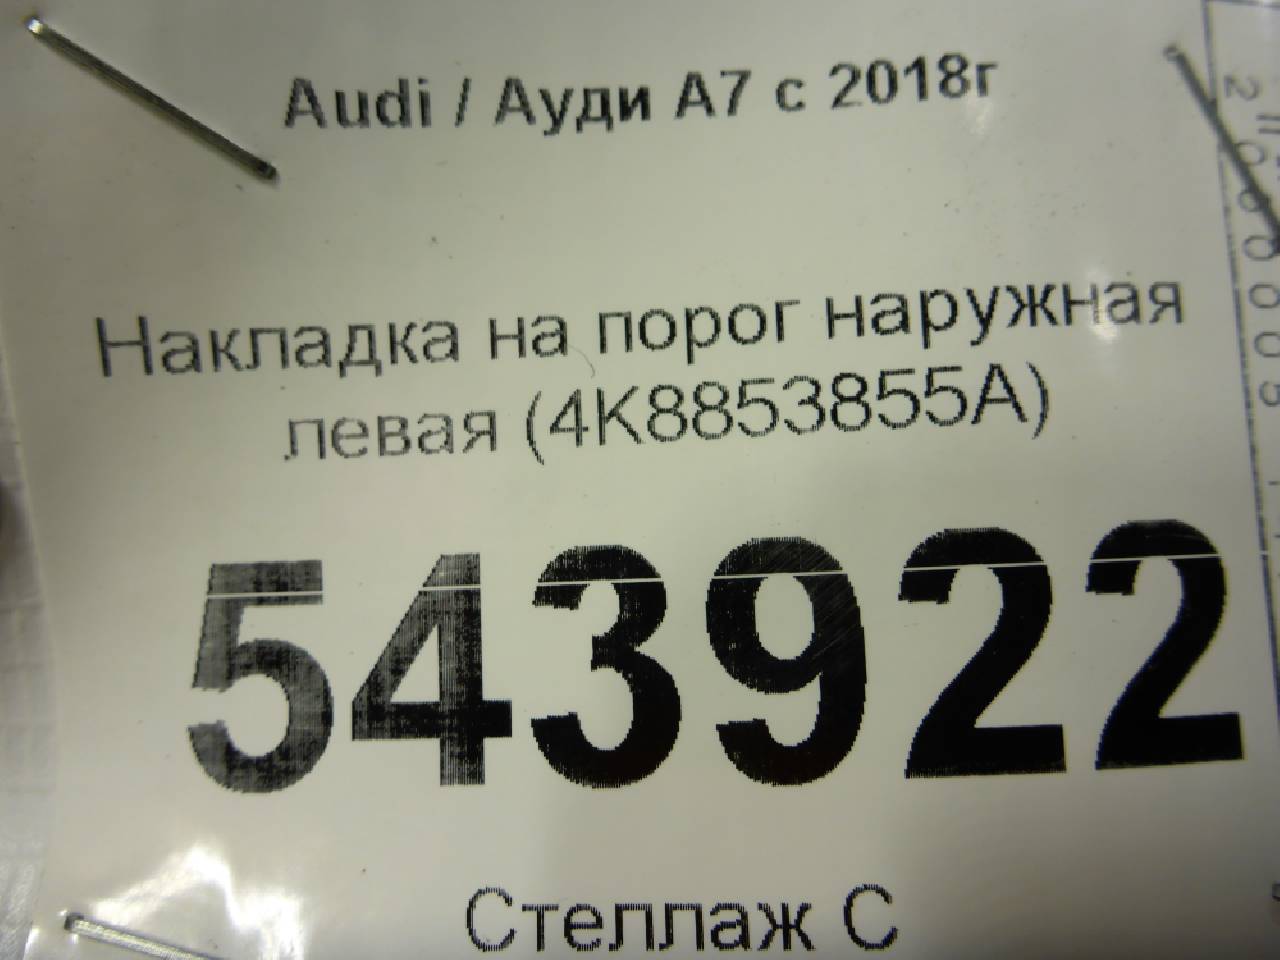 Audi / Ауди A7 с 2018г
Накладка на порог наружная
левая (4K8853855A)
543922
Стеллаж С